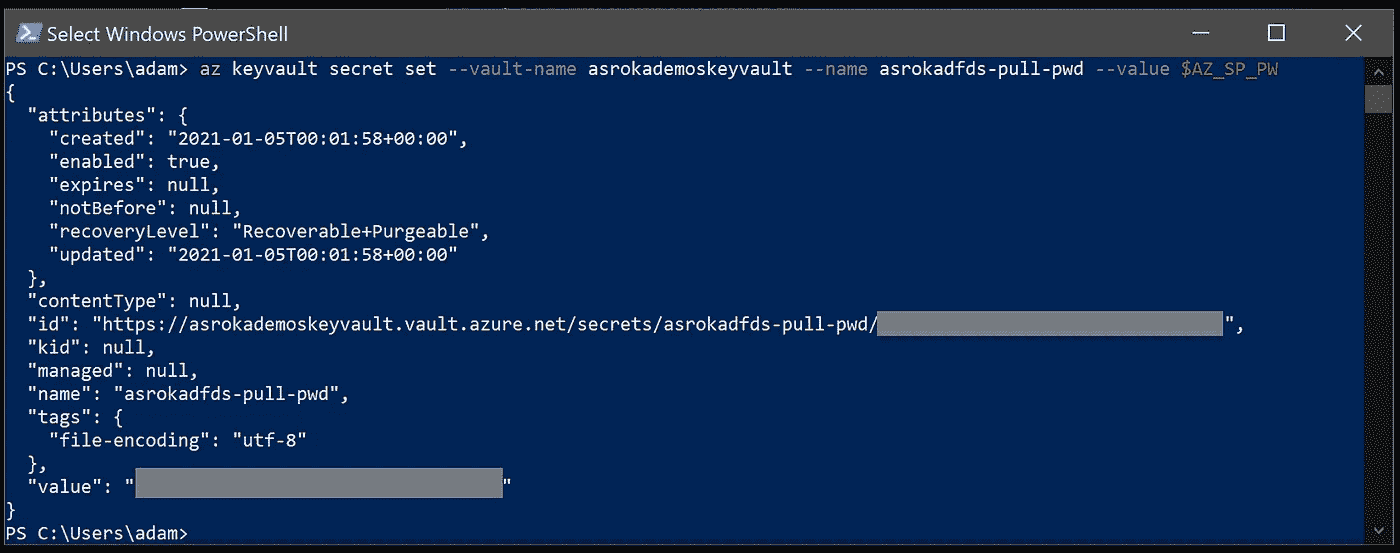 Select Windows PowerShell
PS C:\Users\adam> az keyvault secret set --vault-name asrokademoskeyvault --name asrokadfds-pull-pwd --value $AZ_SP_PW
{
  "attributes": {
    "created": "2021-01-05T00:01:58+00:00",
    "enabled": true,
    "expires": null,
    "notBefore": null,
    "recoveryLevel": "Recoverable+Purgeable",
    "updated": "2021-01-05T00:01:58+00:00"
  },
  "contentType": null,
  "id": "https://asrokademoskeyvault.vault.azure.net/secrets/asrokadfds-pull-pwd/",
  "kid": null,
  "managed": null,
  "name": "asrokadfds-pull-pwd",
  "tags": {
    "file-encoding": "utf-8"
  },
  "value": ""
}
PS C:\Users\adam>